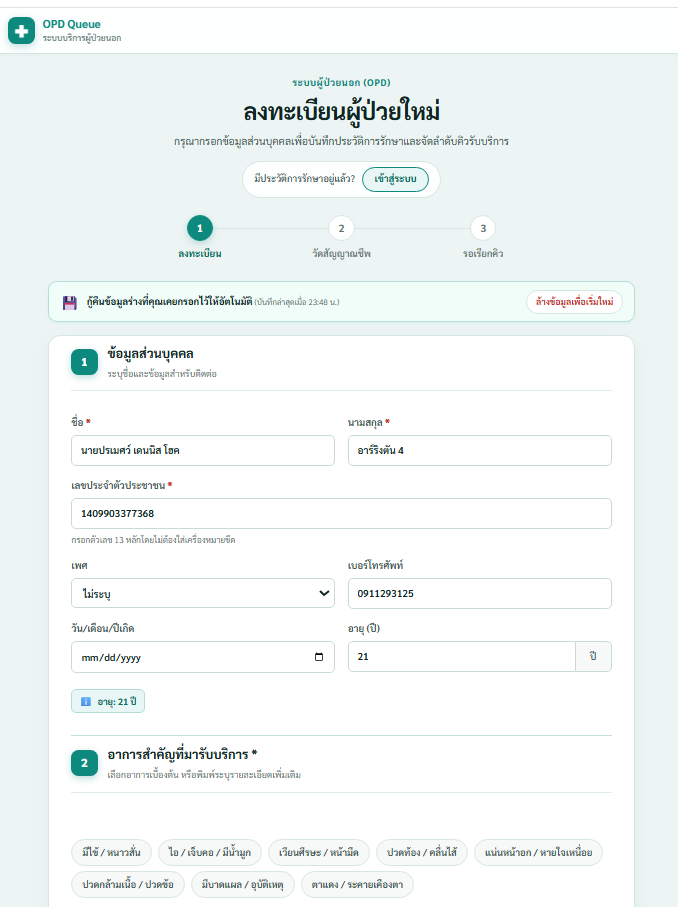 OPD Queue
ระบบบริการผู้ป่วยนอก
ระบบผู้ป่วยนอก (OPD)
ลงทะเบียนผู้ป่วยใหม่
กรุณากรอกข้อมูลส่วนบุคคลเพื่อบันทึกประวัติการรักษาและจัดลำดับคิวรับบริการ
มีประวัติการรักษาอยู่แล้ว? เข้าสู่ระบบ
1 2 3
ลงทะเบียน วัดสัญญาณชีพ รอเรียกคิว
กู้คืนข้อมูลร่างที่คุณเคยกรอกไว้ให้อัตโนมัติ (บันทึกล่าสุดเมื่อ 23:48 น.) ล้างข้อมูลเพื่อเริ่มใหม่
1 ข้อมูลส่วนบุคคล
ระบุชื่อและข้อมูลสำหรับติดต่อ
ชื่อ * นามสกุล *
นายปรเมศว์ เดนนิส โฮค อาร์ริงตัน 4
เลขประจำตัวประชาชน *
1409903377368
กรอกตัวเลข 13 หลักโดยไม่ต้องใส่เครื่องหมายขีด
เพศ เบอร์โทรศัพท์
ไม่ระบุ 0911293125
วัน/เดือน/ปีเกิด อายุ (ปี)
mm/dd/yyyy 21 ปี
อายุ: 21 ปี
2 อาการสำคัญที่มารับบริการ *
เลือกอาการเบื้องต้น หรือพิมพ์ระบุรายละเอียดเพิ่มเติม
มีไข้ / หนาวสั่น ไอ / เจ็บคอ / มีน้ำมูก เวียนศีรษะ / หน้ามืด ปวดท้อง / คลื่นไส้ แน่นหน้าอก / หายใจเหนื่อย
ปวดกล้ามเนื้อ / ปวดข้อ มีบาดแผล / อุบัติเหตุ ตาแดง / ระคายเคืองตา